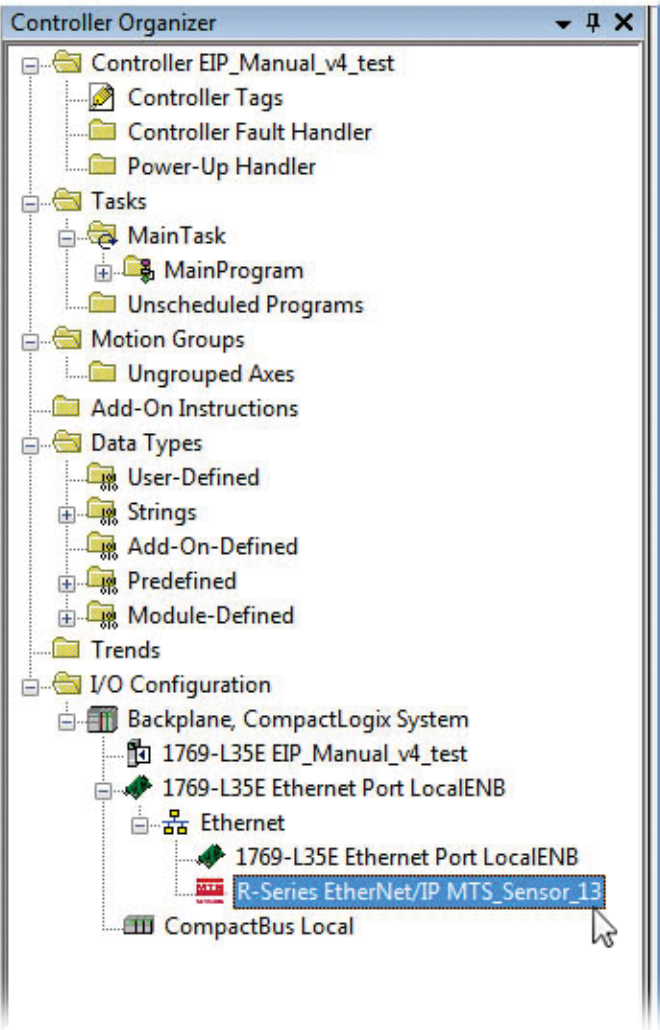 Controller Organizer
Controller EIP_Manual_v4_test
Controller Tags
Controller Fault Handler
Power-Up Handler
Tasks
MainTask
MainProgram
Unscheduled Programs
Motion Groups
Ungrouped Axes
Add-On Instructions
Data Types
User-Defined
Strings
Add-On-Defined
Predefined
Module-Defined
Trends
I/O Configuration
Backplane, CompactLogix System
1769-L35E EIP_Manual_v4_test
1769-L35E Ethernet Port LocalENB
Ethernet
1769-L35E Ethernet Port LocalENB
R-Series EtherNet/IP MTS_Sensor_13
CompactBus Local